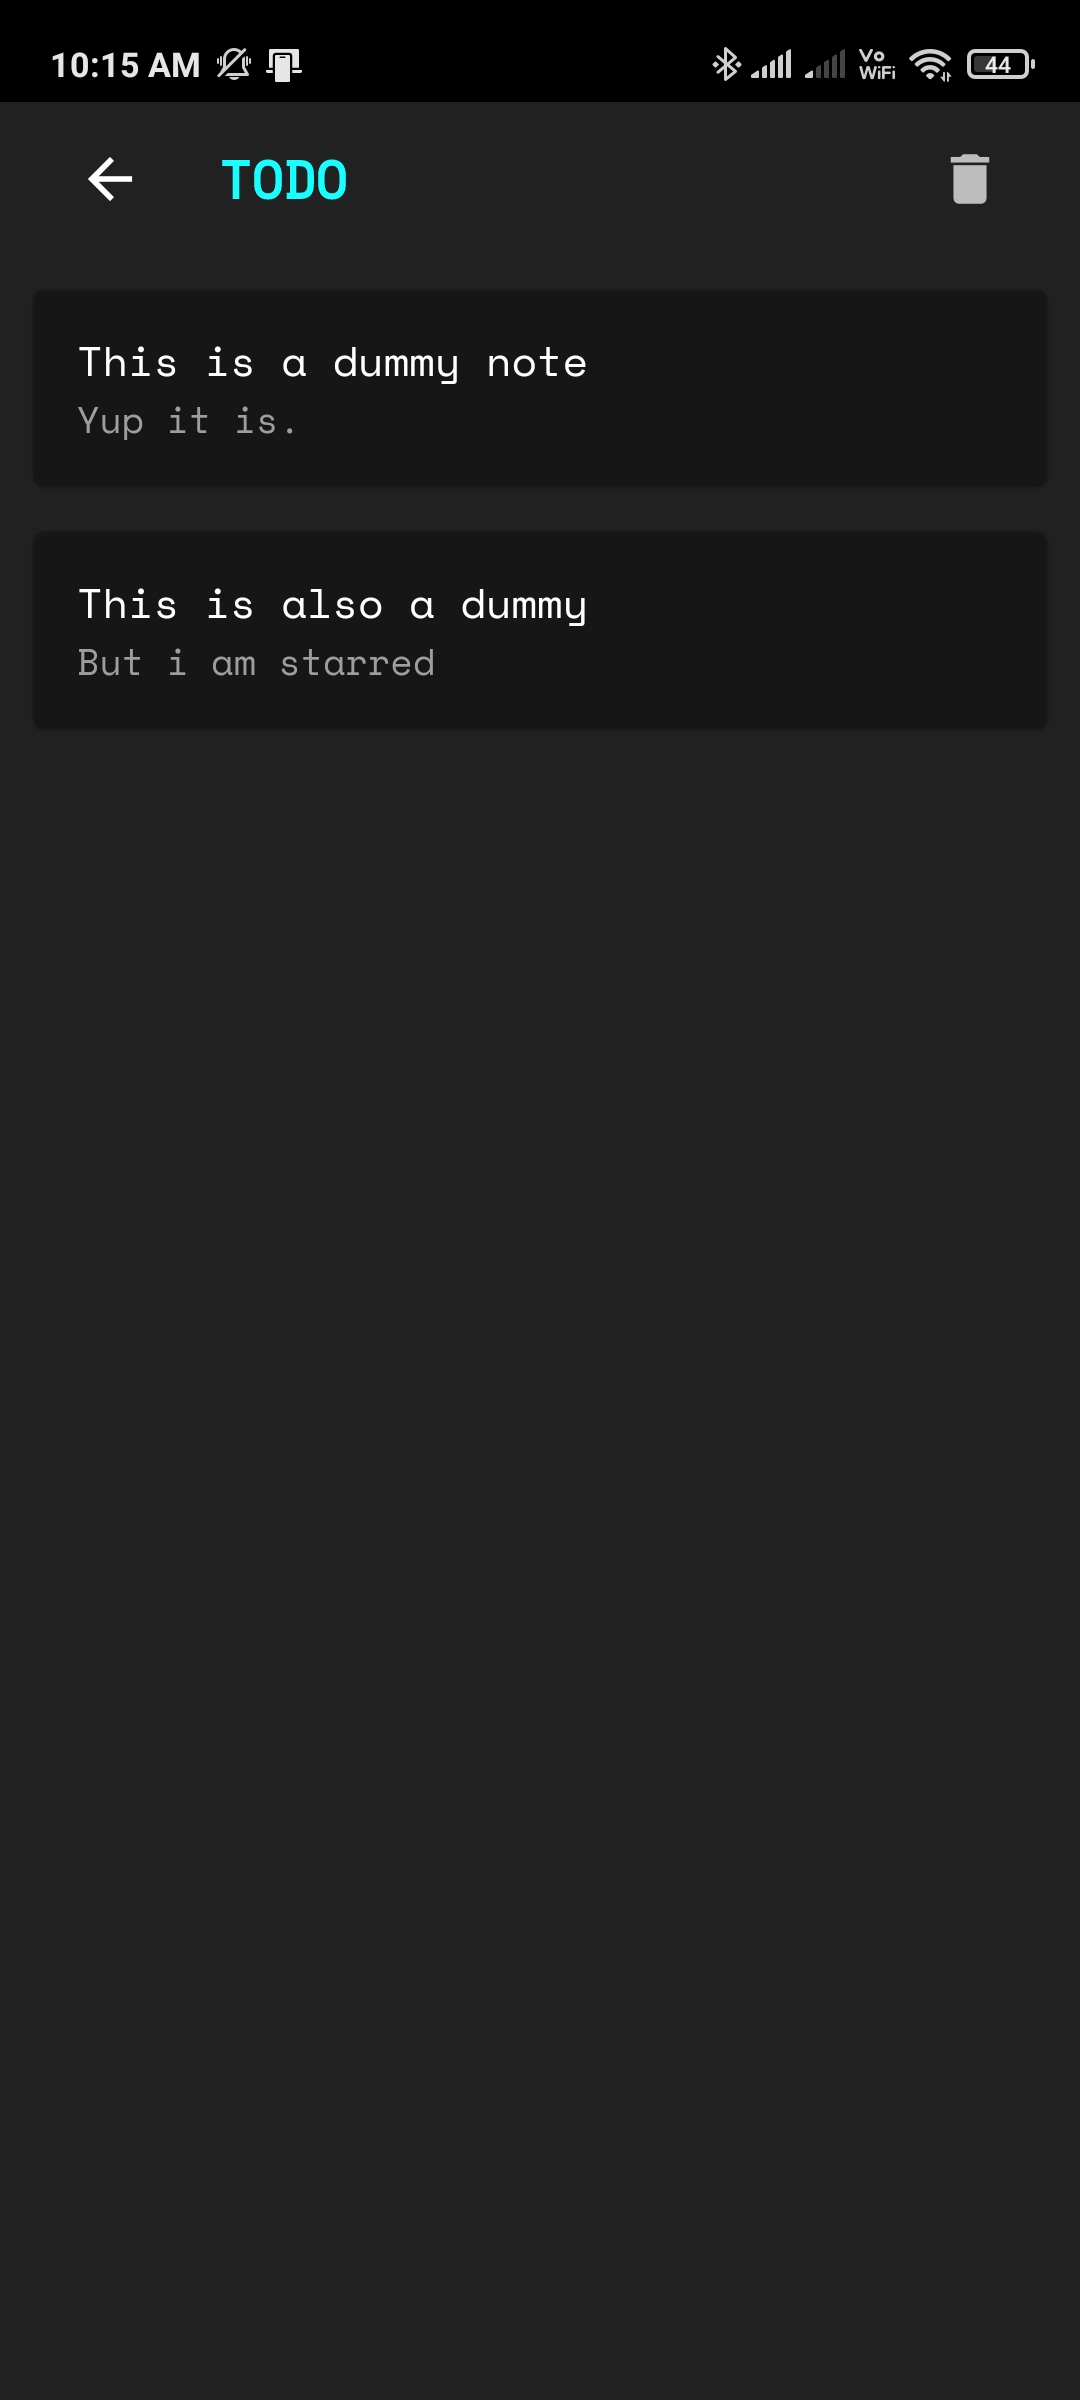 10:15 AM
Vo
WiFi
44
TODO
This is a dummy note
Yup it is.
This is also a dummy
But i am starred